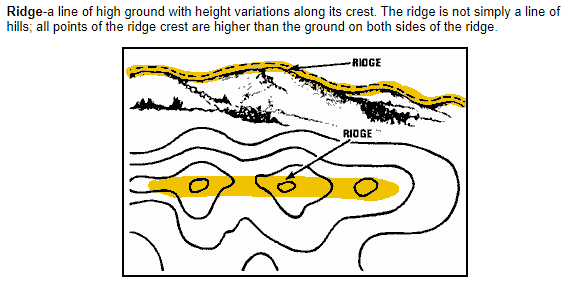 Ridge-a line of high ground with height variations along its crest. The ridge is not simply a line of
hills; all points of the ridge crest are higher than the ground on both sides of the ridge.
RIDGE
RIDGE